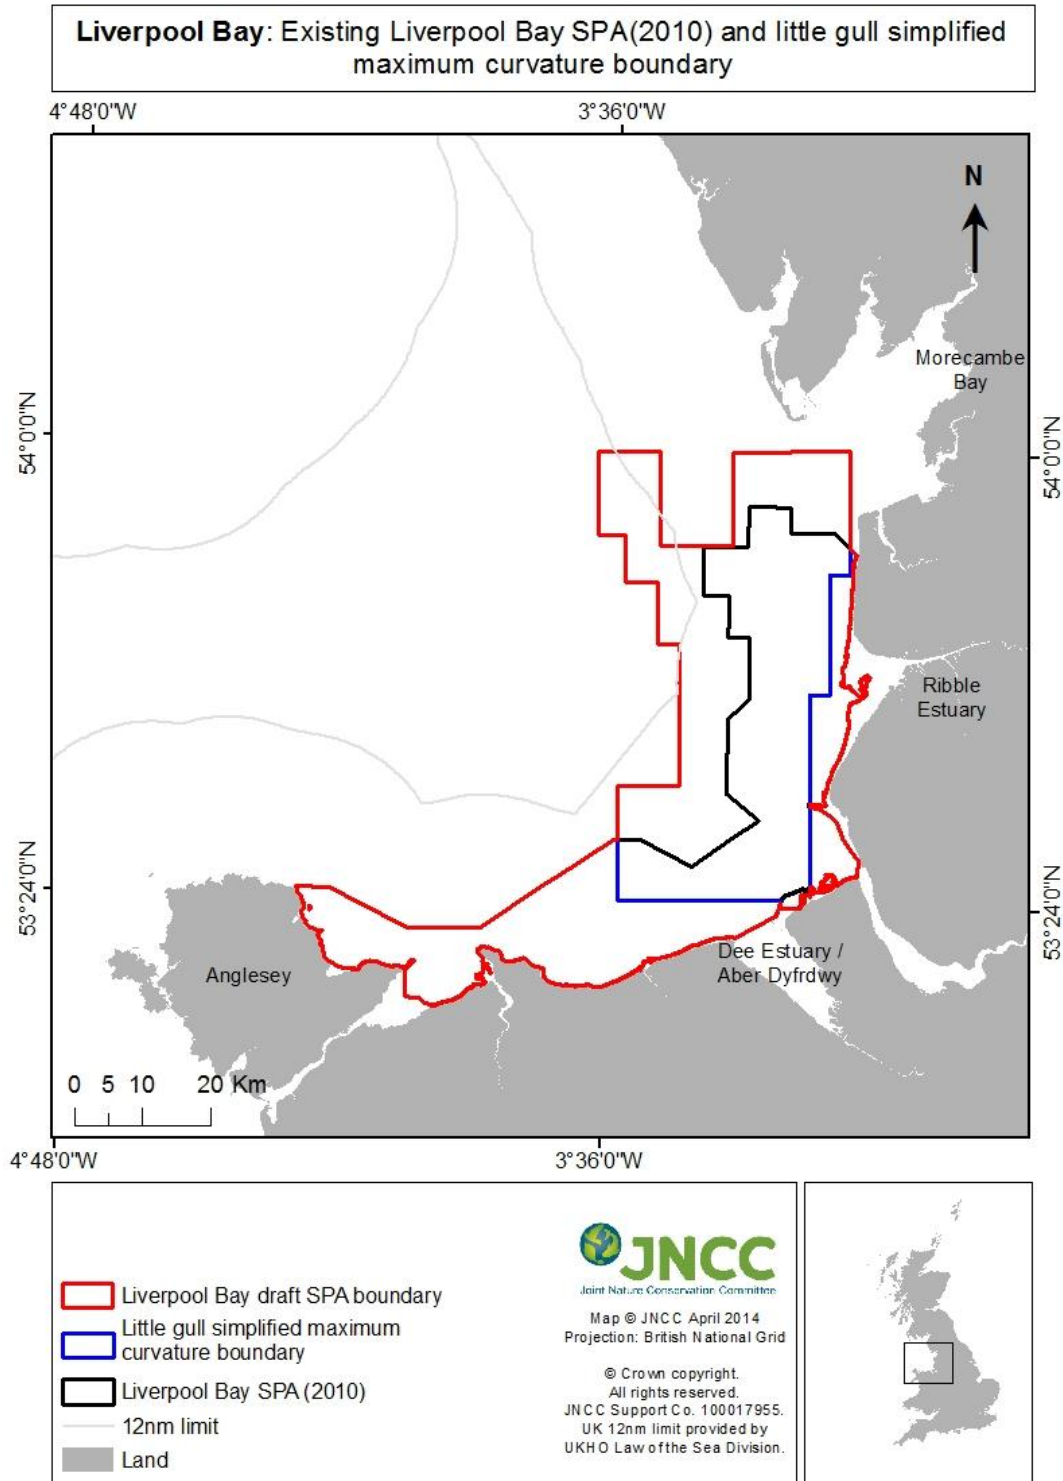 Liverpool Bay: Existing Liverpool Bay SPA(2010) and little gull simplified
maximum curvature boundary
4°48'0"W
3°36'0"W
N
Morecambe
Bay
54°0'0"N
54°0'0"N
Ribble
Estuary
53°24'0"N
53°24'0"N
Dee Estuary /
Aber Dyfrdwy
Anglesey
0 5 10 20 Km
4°48'0"W
3°36'0"W
Liverpool Bay draft SPA boundary
Little gull simplified maximum
curvature boundary
Liverpool Bay SPA (2010)
12nm limit
Land
JNCC
Joint Nature Conservation Committee
Map © JNCC April 2014
Projection: British National Grid
© Crown copyright.
All rights reserved.
JNCC Support Co. 100017955.
UK 12nm limit provided by
UKHO Law of the Sea Division.